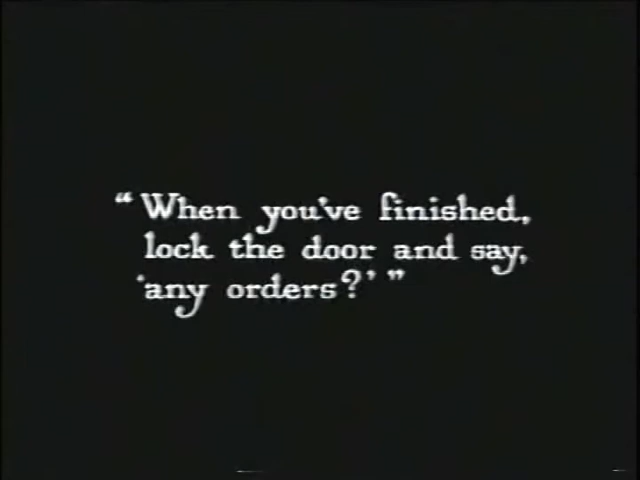 “When you've finished,
lock the door and say,
‘any orders?’”